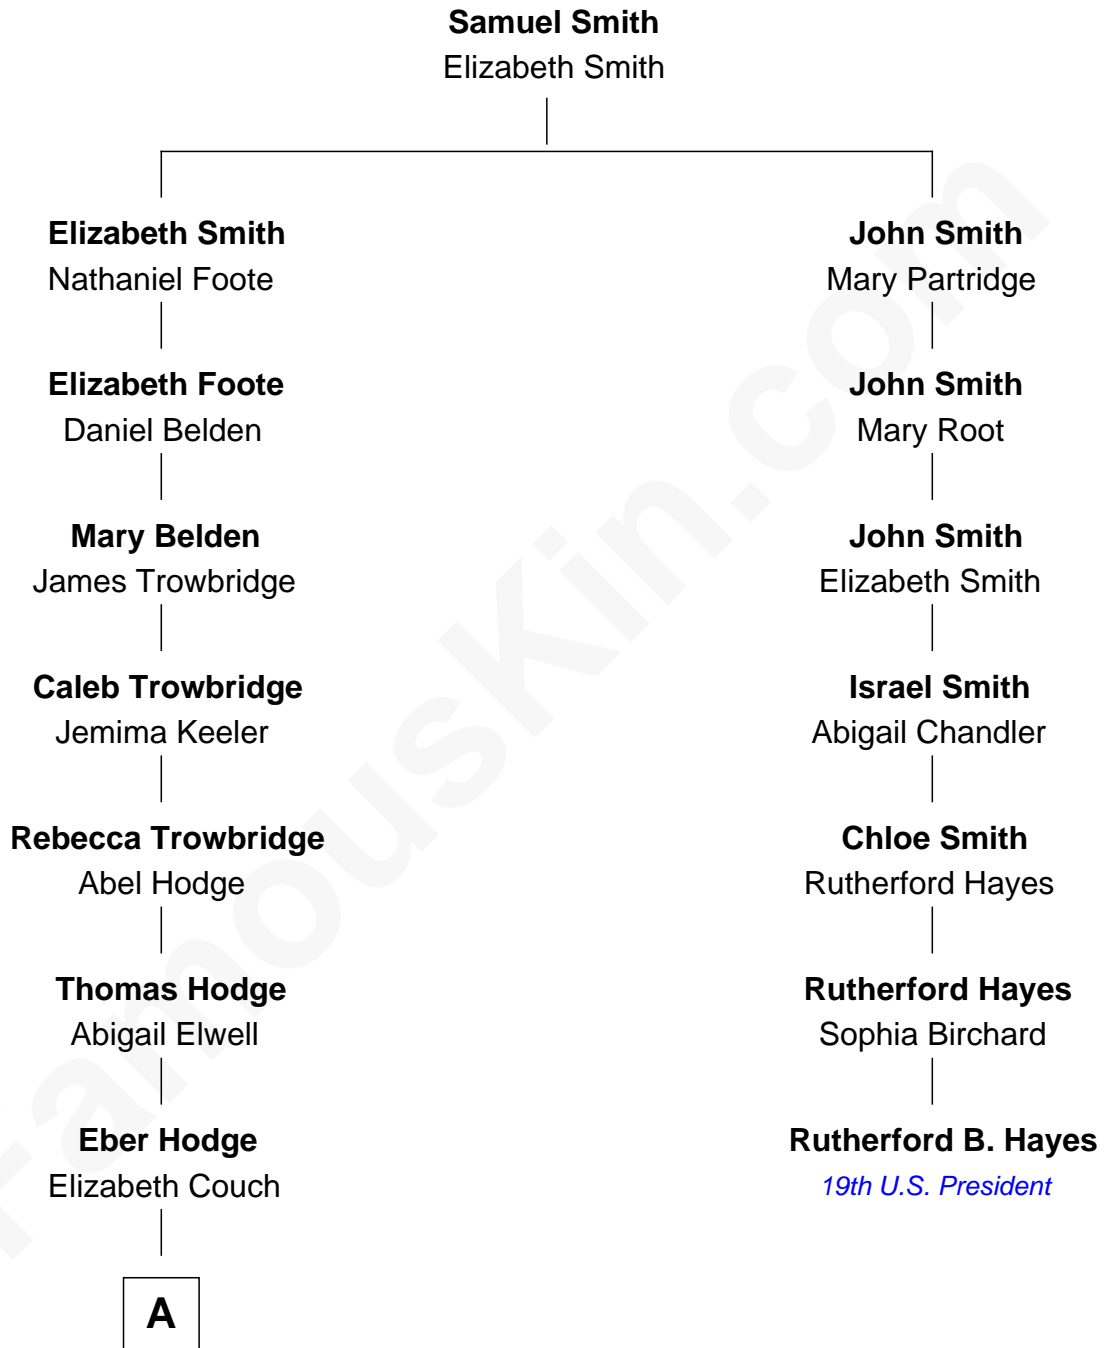 Samuel Smith
Elizabeth Smith
Elizabeth Smith
Nathaniel Foote
John Smith
Mary Partridge
Elizabeth Foote
Daniel Belden
John Smith
Mary Root
Mary Belden
James Trowbridge
John Smith
Elizabeth Smith
Caleb Trowbridge
Jemima Keeler
Israel Smith
Abigail Chandler
Rebecca Trowbridge
Abel Hodge
Chloe Smith
Rutherford Hayes
Thomas Hodge
Abigail Elwell
Rutherford Hayes
Sophia Birchard
Eber Hodge
Elizabeth Couch
Rutherford B. Hayes
19th U.S. President
A
FamousKin.com